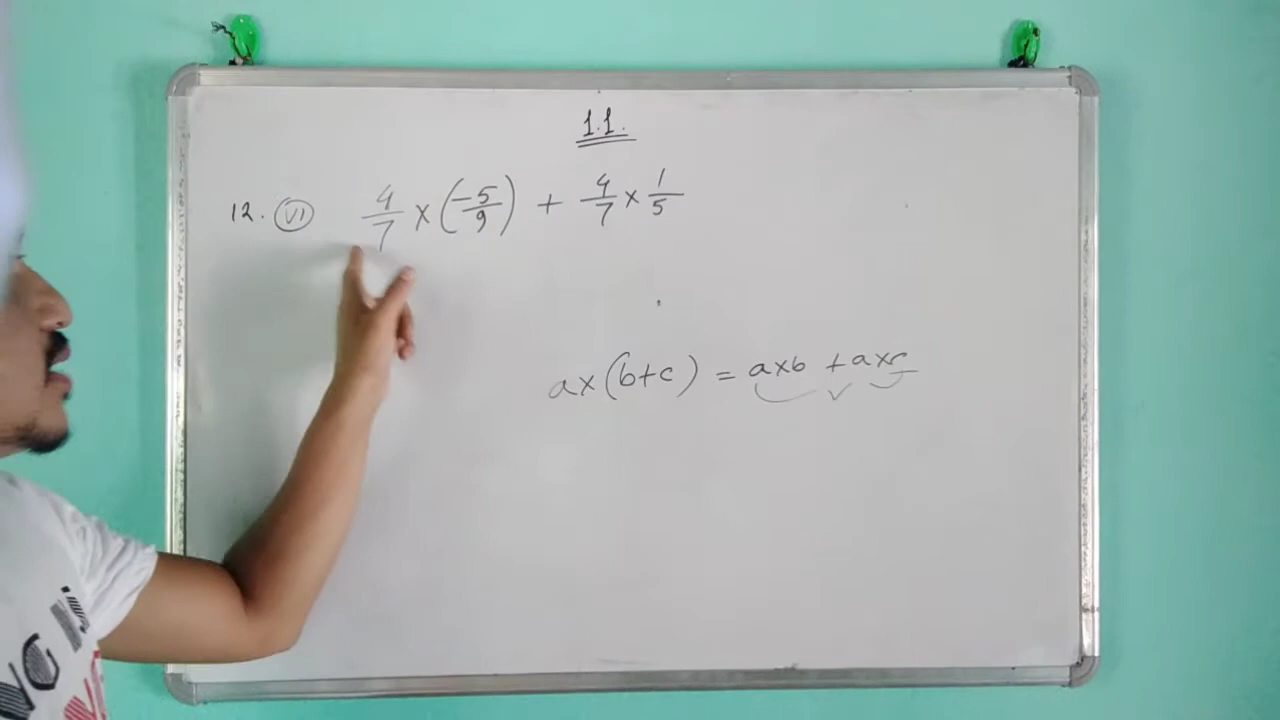 1.1.
12. (VI) 4/7 × (-5/9) + 4/7 × 1/5
a×(b+c) = a×b + a×c